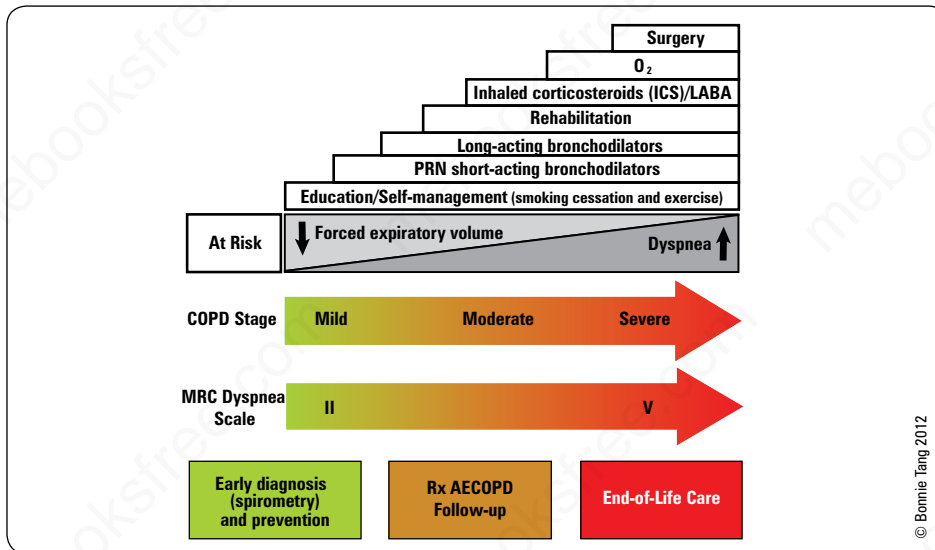 Surgery
O₂
Inhaled corticosteroids (ICS)/LABA
Rehabilitation
Long-acting bronchodilators
PRN short-acting bronchodilators
Education/Self-management (smoking cessation and exercise)
At Risk
Forced expiratory volume
Dyspnea
COPD Stage
Mild
Moderate
Severe
MRC Dyspnea
Scale
II
V
Early diagnosis
(spirometry)
and prevention
Rx AECOPD
Follow-up
End-of-Life Care
© Bonnie Tang 2012
mebooksfree.com